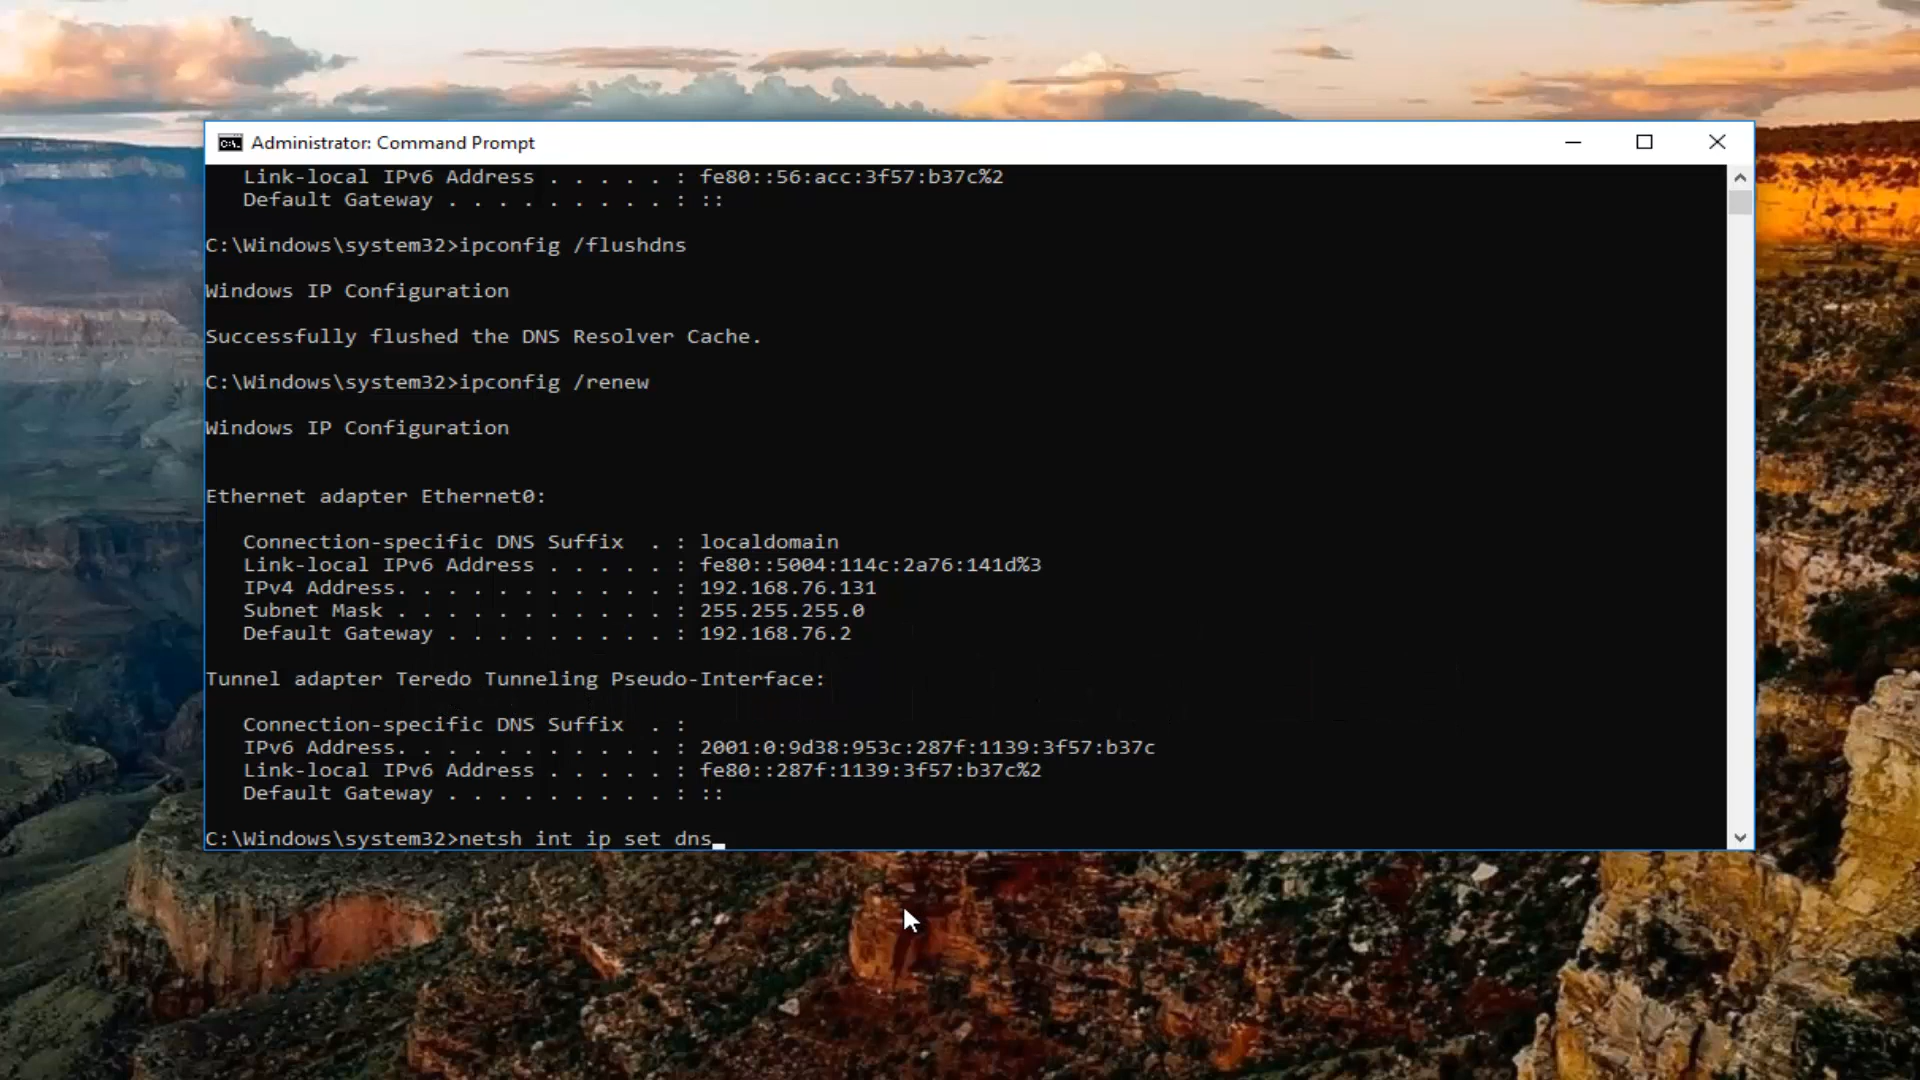 Administrator: Command Prompt
Link-local IPv6 Address . . . . . : fe80::56:acc:3f57:b37c%2
Default Gateway . . . . . . . . . : ::
C:\Windows\system32>ipconfig /flushdns
Windows IP Configuration
Successfully flushed the DNS Resolver Cache.
C:\Windows\system32>ipconfig /renew
Windows IP Configuration
Ethernet adapter Ethernet0:
Connection-specific DNS Suffix  . : localdomain
Link-local IPv6 Address . . . . . : fe80::5004:114c:2a76:141d%3
IPv4 Address. . . . . . . . . . . : 192.168.76.131
Subnet Mask . . . . . . . . . . . : 255.255.255.0
Default Gateway . . . . . . . . . : 192.168.76.2
Tunnel adapter Teredo Tunneling Pseudo-Interface:
Connection-specific DNS Suffix  . :
IPv6 Address. . . . . . . . . . . : 2001:0:9d38:953c:287f:1139:3f57:b37c
Link-local IPv6 Address . . . . . : fe80::287f:1139:3f57:b37c%2
Default Gateway . . . . . . . . . : ::
C:\Windows\system32>netsh int ip set dns